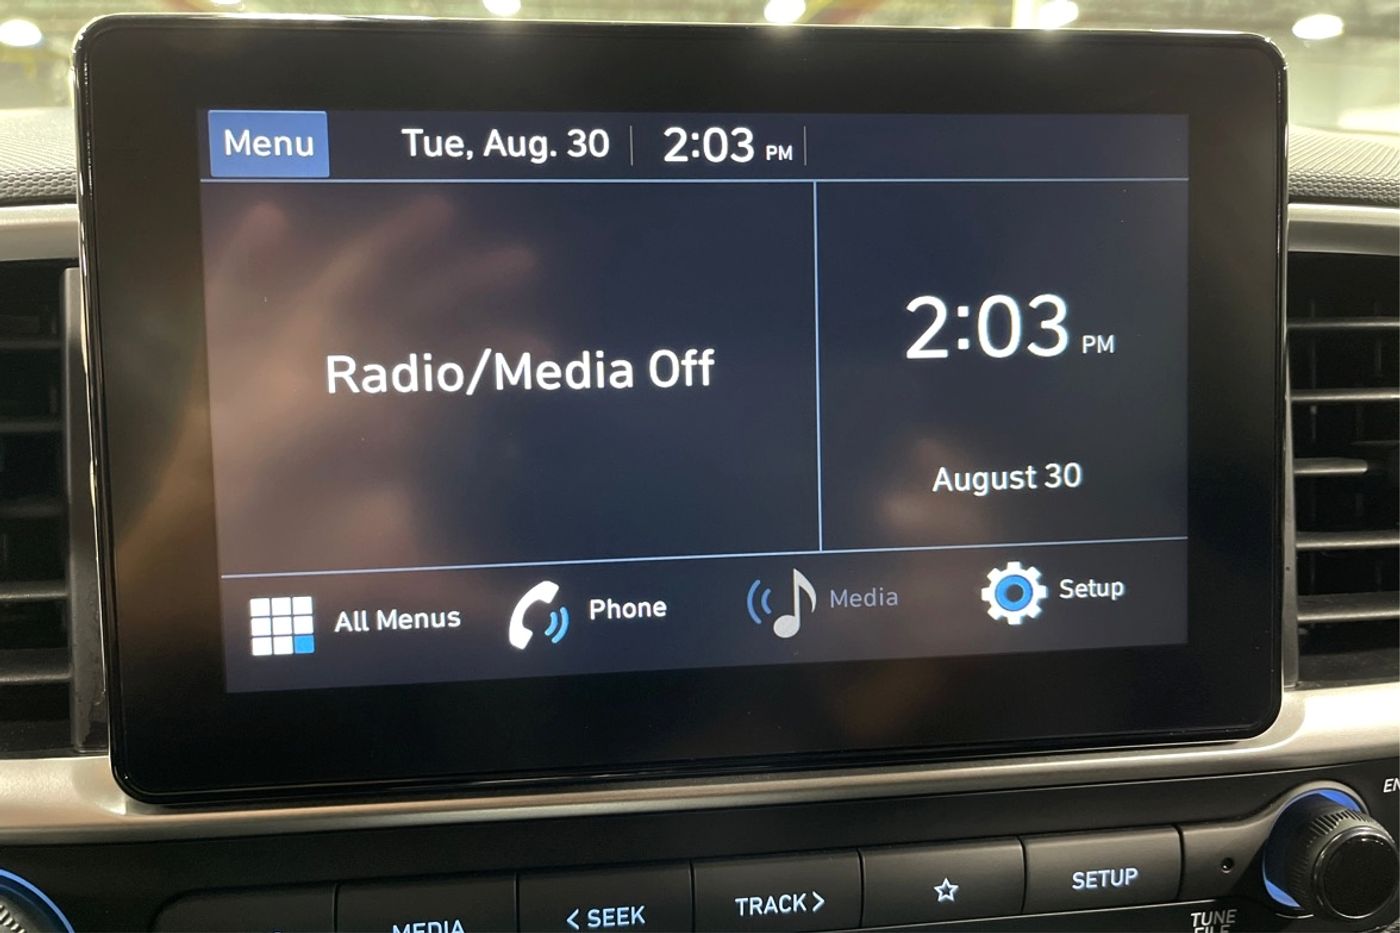 Menu Tue, Aug. 30 2:03 PM
Radio/Media Off
2:03 PM
August 30
All Menus Phone Media Setup
MEDIA < SEEK TRACK > SETUP
TUNE
FILE